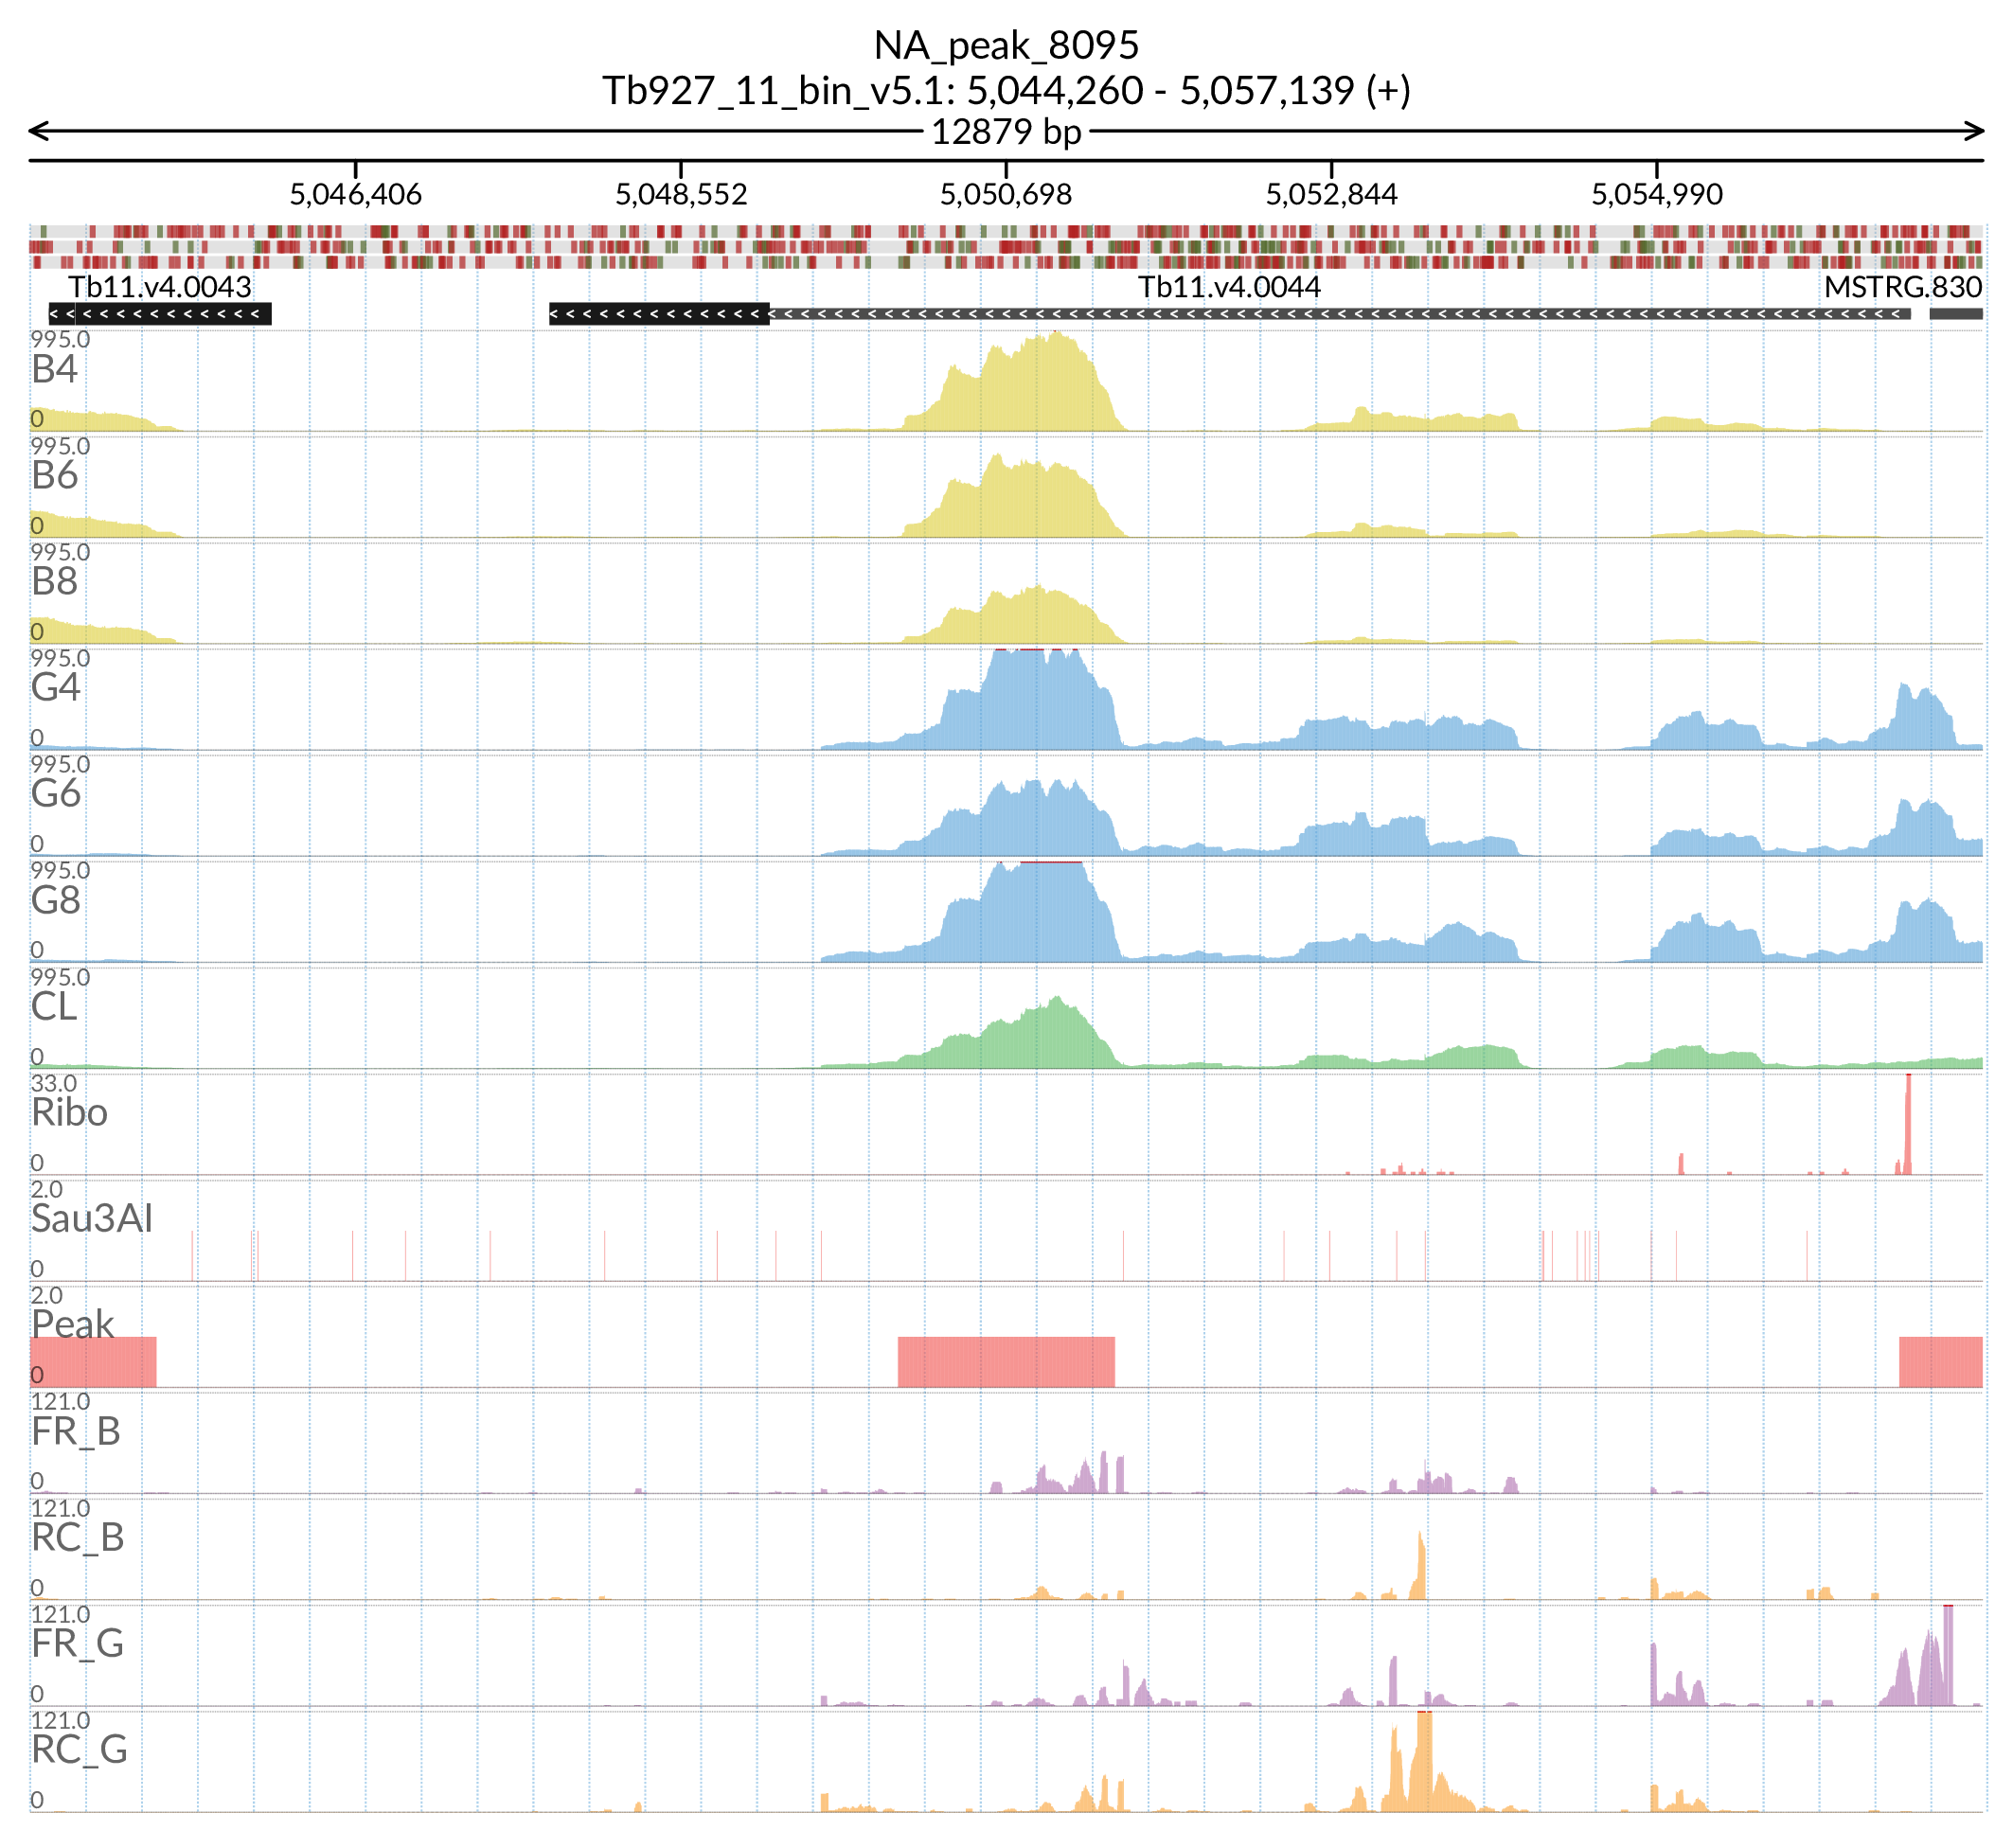 NA_peak_8095
Tb927_11_bin_v5.1: 5,044,260 - 5,057,139 (+)
12879 bp
5,046,406 5,048,552 5,050,698 5,052,844 5,054,990
Tb11.v4.0043 Tb11.v4.0044 MSTRG.830
995.0
B4
0
995.0
B6
0
995.0
B8
0
995.0
G4
0
995.0
G6
0
995.0
G8
0
995.0
CL
0
33.0
Ribo
0
2.0
Sau3AI
0
2.0
Peak
0
121.0
FR_B
0
121.0
RC_B
0
121.0
FR_G
0
121.0
RC_G
0